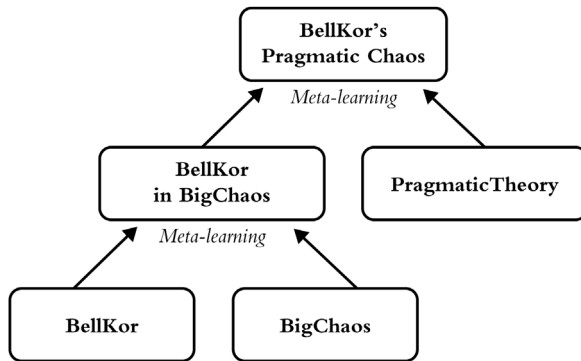 BellKor’s
Pragmatic Chaos
Meta-learning
BellKor
in BigChaos
PragmaticTheory
Meta-learning
BellKor
BigChaos